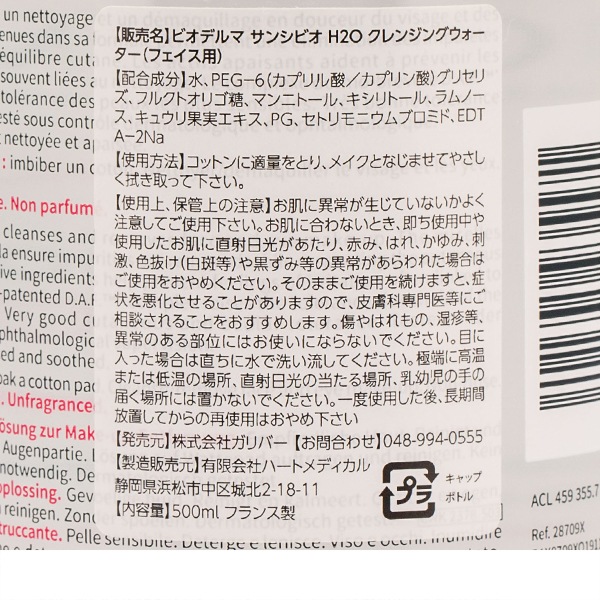 【販売名】ビオデルマ サンシビオ H2O クレンジングウォー
ター(フェイス用)
【配合成分】水、PEG-6(カプリル酸/カプリン酸)グリセリ
ズ、フルクトオリゴ糖、マンニトール、キシリトール、ラムノー
ス、キュウリ果実エキス、PG、セトリモニウムブロミド、EDT
A-2Na
【使用方法】コットンに適量をとり、メイクとなじませてやさし
く拭き取って下さい。
【使用上、保管上の注意】お肌に異常が生じていないかよく
注意してご使用下さい。お肌に合わないとき、即ち使用中や
使用したお肌に直射日光があたり、赤み、はれ、かゆみ、刺
激、色抜け(白斑等)や黒ずみ等の異常があらわれた場合は
ご使用をおやめください。そのままご使用を続けますと、症
状を悪化させることがありますので、皮膚科専門医等にご
相談されることをおすすめします。傷やはれもの、湿疹等、
異常のある部位にはお使いにならないでください。目に
入った場合は直ちに水で洗い流してください。極端に高温
または低温の場所、直射日光の当たる場所、乳幼児の手の
届く場所には置かないでください。一度使用した後、長期間
放置してからの再使用はおやめ下さい
【発売元】株式会社ガリバー【お問合わせ】048-994-0555
【製造販売元】有限会社ハートメディカル
静岡県浜松市中区城北2-18-11
【内容量】500ml フランス製
プラ
キャップ
ボトル
un nettoyage
équilibre cutané
: imbiber un co
e. Non parfumé.
cleanses and
la ensure impur
ive ingredients
-patented D.A.F
Very good
phthalmological
ed and soothed.
oak a cotton pad
. Unfragranced.
ösung zur Mak
Augenpartie.
notwendig. Der
oplossing. Gev
n reinigen. Zonder
truccante. Pelle sensibile. Deterge e lenisce. Viso e occhi.
ACL 459 355.7
Ref. 28709X